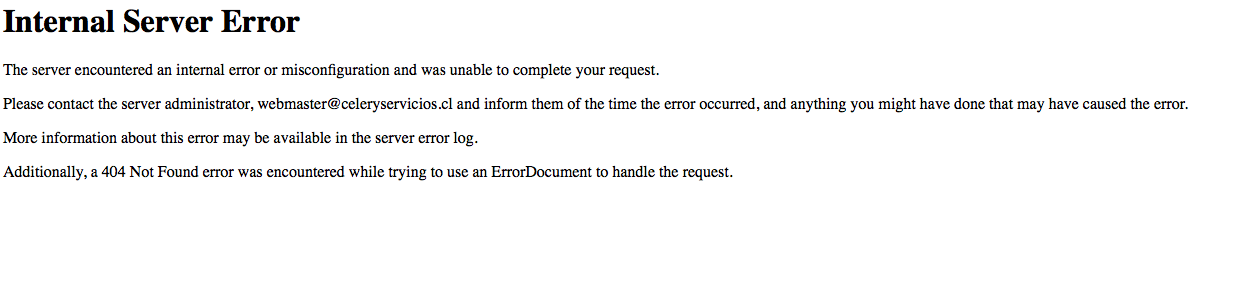 Internal Server Error
The server encountered an internal error or misconfiguration and was unable to complete your request.
Please contact the server administrator, webmaster@celeryservicios.cl and inform them of the time the error occurred, and anything you might have done that may have caused the error.
More information about this error may be available in the server error log.
Additionally, a 404 Not Found error was encountered while trying to use an ErrorDocument to handle the request.